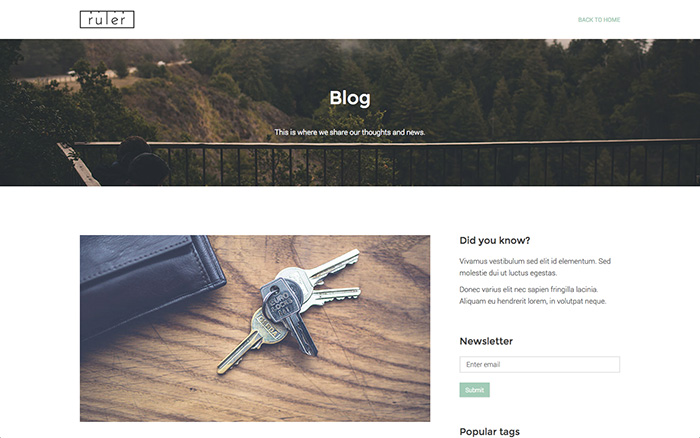 ruler
BACK TO HOME
Blog
This is where we share our thoughts and news.
Did you know?
Vivamus vestibulum sed elit id elementum. Sed
molestie dui ut luctus egestas.
Donec varius elit nec sapien fringilla lacinia.
Aliquam eu hendrerit lorem, in volutpat neque.
EURO
LOCKS
Newsletter
Enter email
Submit
Popular tags